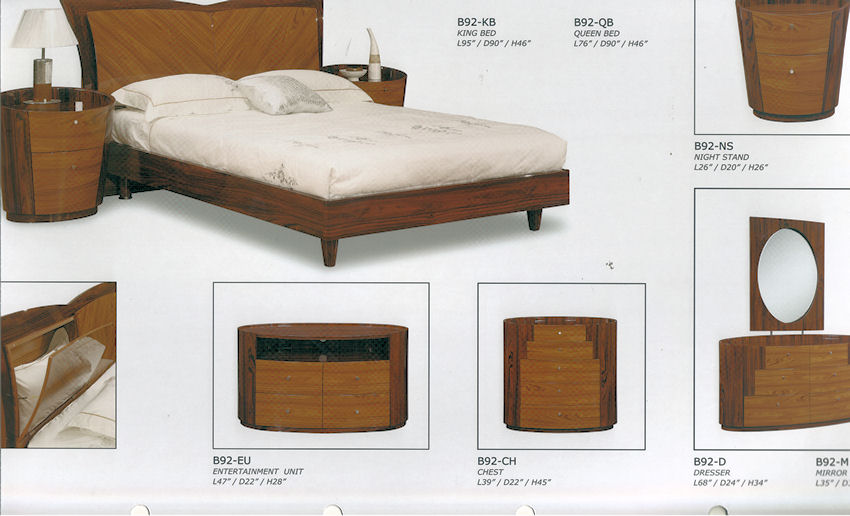 B92-KB
KING BED
L95” / D90” / H46”
B92-QB
QUEEN BED
L76” / D90” / H46”
B92-NS
NIGHT STAND
L26” / D20” / H26”
B92-EU
ENTERTAINMENT UNIT
L47” / D22” / H28”
B92-CH
CHEST
L39” / D22” / H45”
B92-D
DRESSER
L68” / D24” / H34”
B92-M
MIRROR
L35” / D